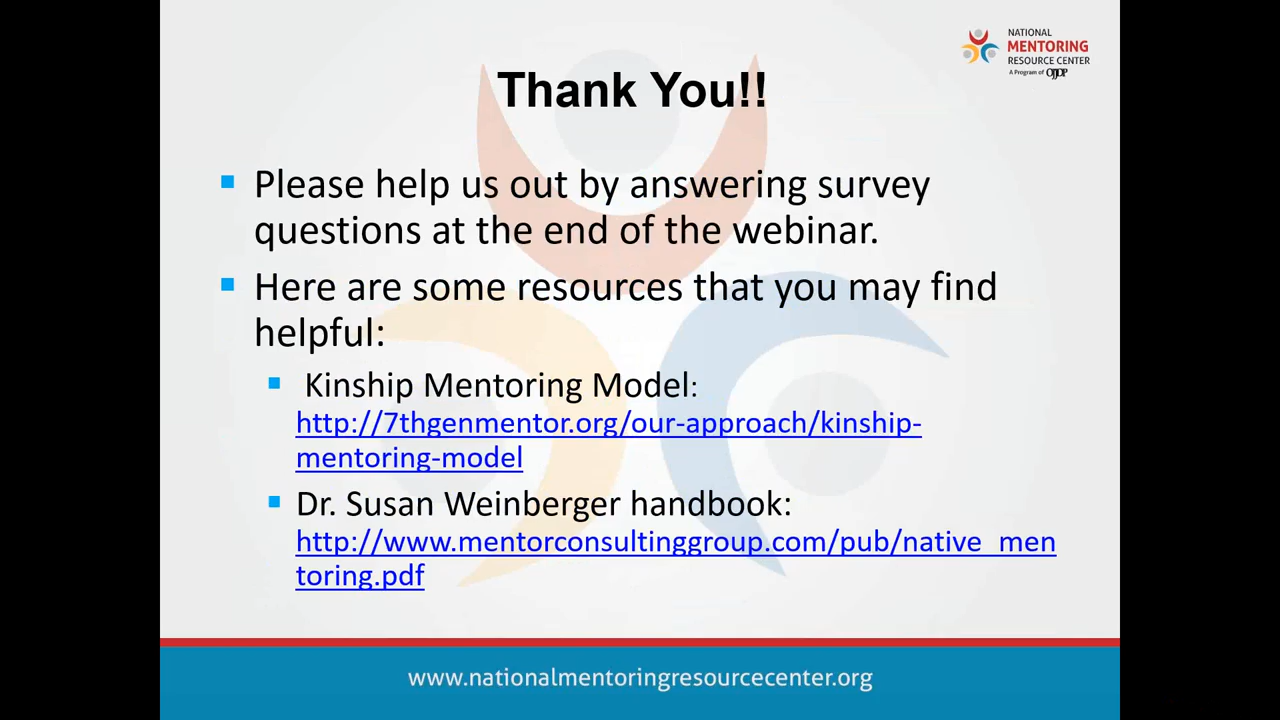 NATIONAL
MENTORING
RESOURCE CENTER
A Program of OJJDP
Thank You!!
Please help us out by answering survey
questions at the end of the webinar.
Here are some resources that you may find
helpful:
Kinship Mentoring Model:
http://7thgenmentor.org/our-approach/kinship-
mentoring-model
Dr. Susan Weinberger handbook:
http://www.mentorconsultinggroup.com/pub/native_men
toring.pdf
www.nationalmentoringresourcecenter.org